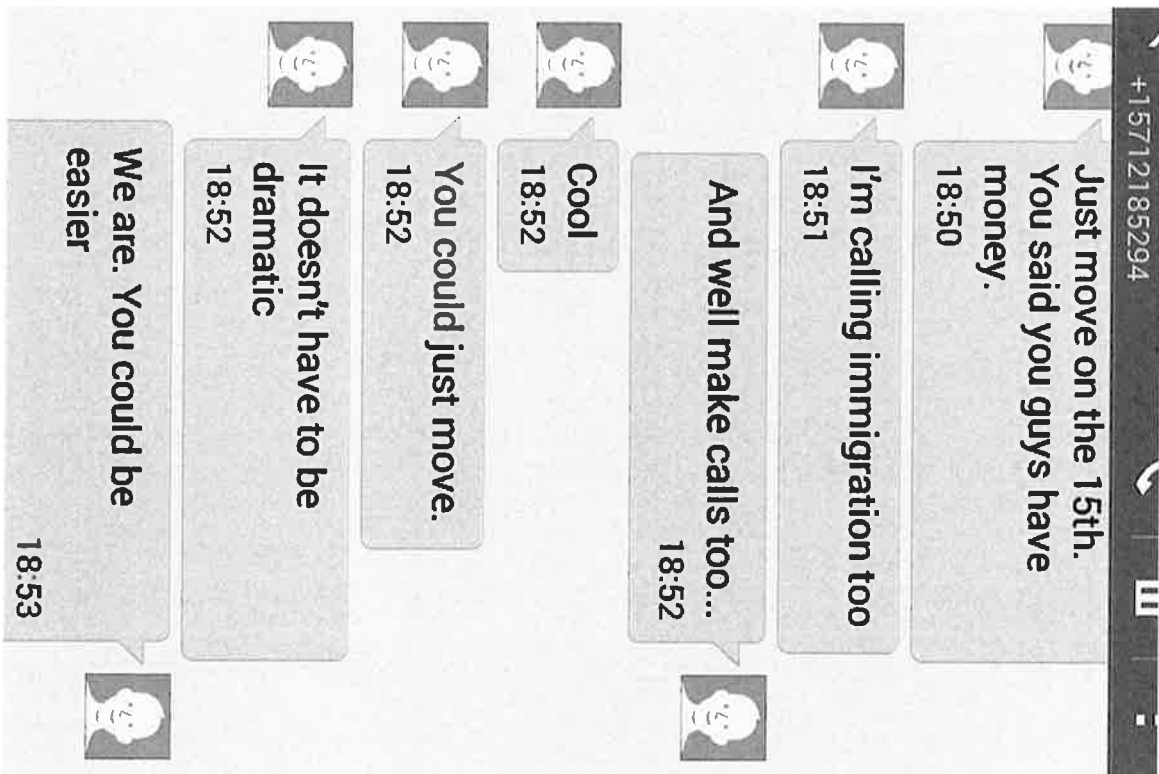 +15712185294
Just move on the 15th.
You said you guys have
money.
18:50
I'm calling immigration too
18:51
And well make calls too...
18:52
Cool
18:52
You could just move.
18:52
It doesn't have to be
dramatic
18:52
We are. You could be
easier
18:53